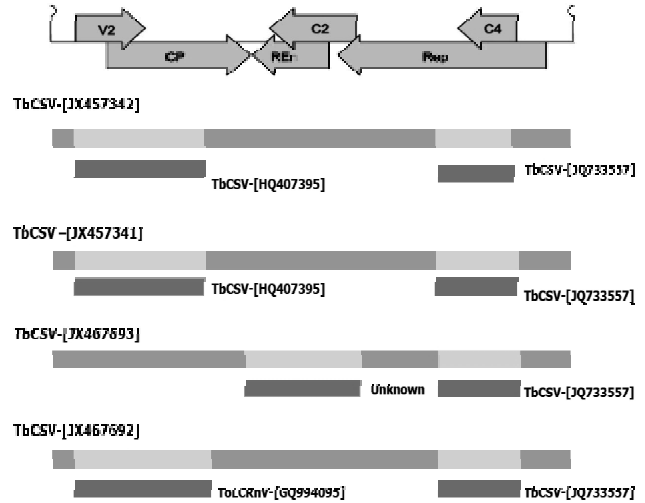 V2
C2
C4
CP
REn
Rep
TbCSV-[JX457342]
TbCSV-[HQ407395]
TbCSV-[JQ733557]
TbCSV-[JX457341]
TbCSV-[HQ407395]
TbCSV-[JQ733557]
TbCSV-[JX467693]
Unknown
TbCSV-[JQ733557]
TbCSV-[JX467692]
ToLCRnV-[GQ994095]
TbCSV-[JQ733557]